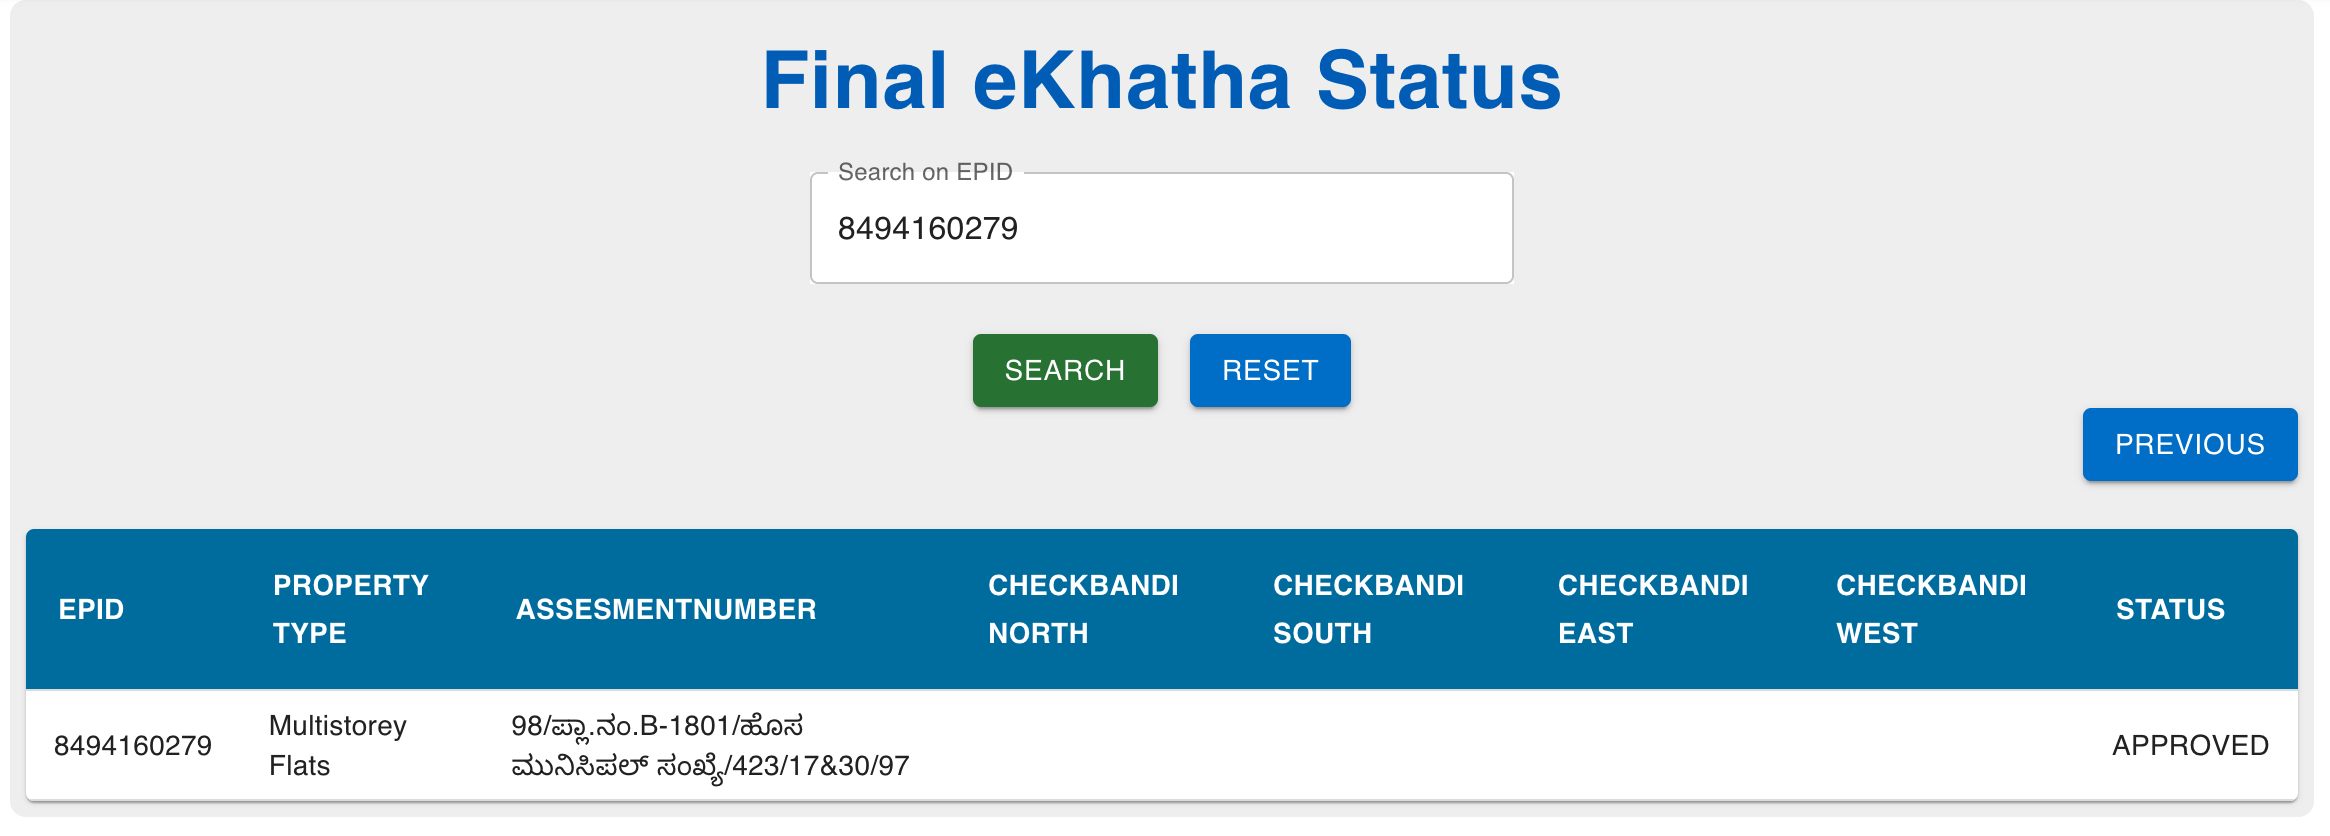 Final eKhatha Status
Search on EPID
8494160279
SEARCH RESET
PREVIOUS
EPID PROPERTY TYPE ASSESMENTNUMBER CHECKBANDI NORTH CHECKBANDI SOUTH CHECKBANDI EAST CHECKBANDI WEST STATUS
8494160279 Multistorey Flats 98/ಪ್ಲಾ.ನಂ.B-1801/ಹೊಸ ಮುನಿಸಿಪಲ್ ಸಂಖ್ಯೆ/423/17&30/97 APPROVED